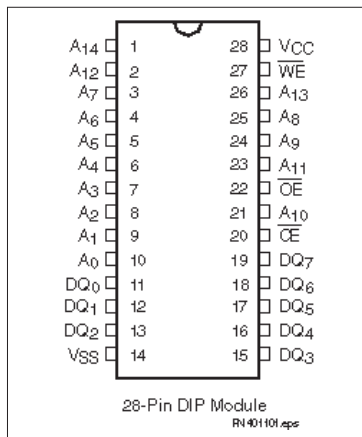 A14 1 28 VCC
A12 2 27 WE
A7 3 26 A13
A6 4 25 A8
A5 5 24 A9
A4 6 23 A11
A3 7 22 OE
A2 8 21 A10
A1 9 20 CE
A0 10 19 DQ7
DQ0 11 18 DQ6
DQ1 12 17 DQ5
DQ2 13 16 DQ4
VSS 14 15 DQ3
28-Pin DIP Module
PN401101.eps